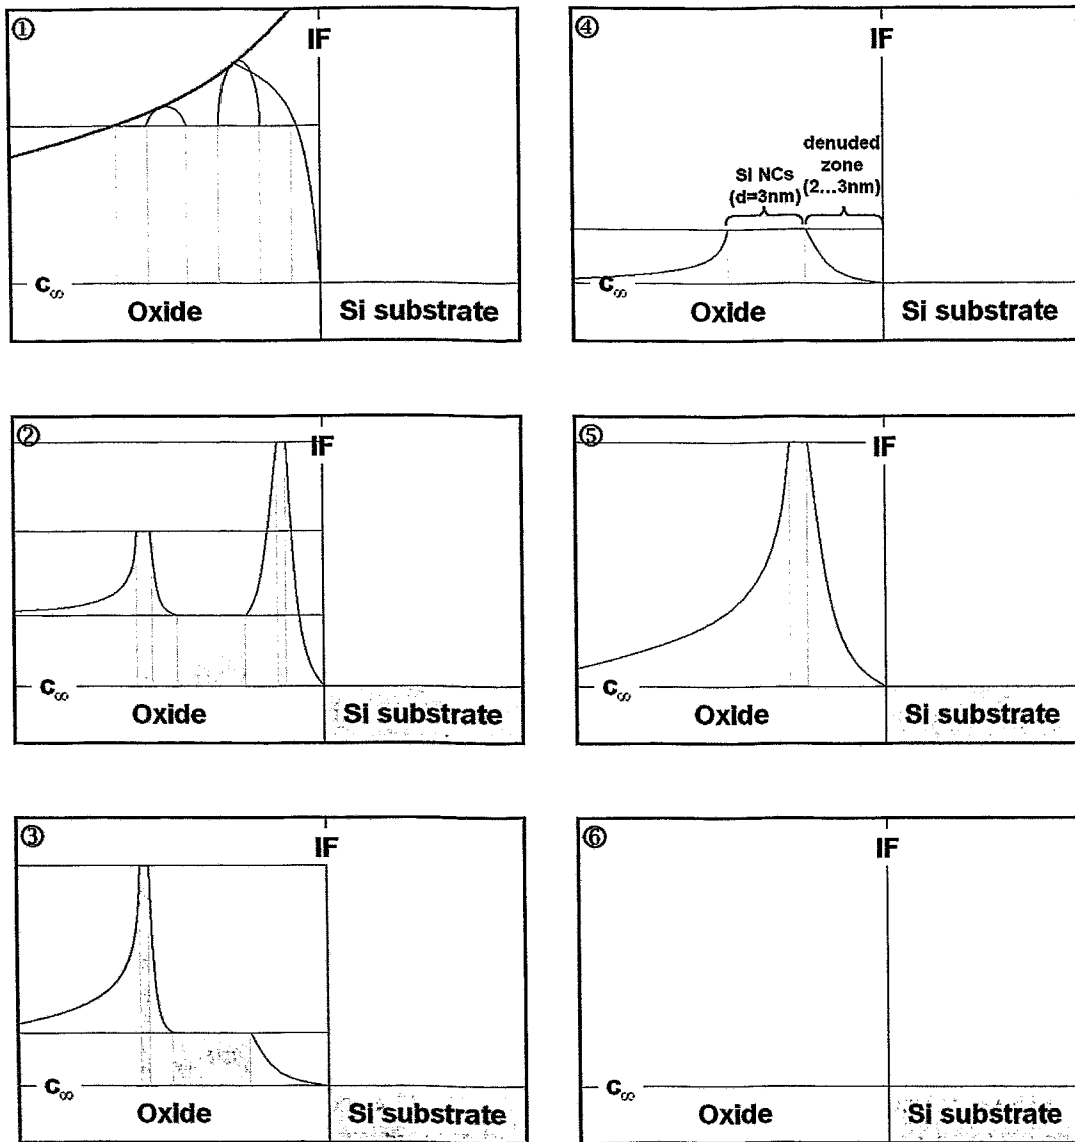 ①
IF
c∞
Oxide
Si substrate
②
IF
c∞
Oxide
Si substrate
③
IF
c∞
Oxide
Si substrate
④
IF
denuded
zone
(2...3nm)
Si NCs
(d=3nm)
c∞
Oxide
Si substrate
⑤
IF
c∞
Oxide
Si substrate
⑥
IF
c∞
Oxide
Si substrate